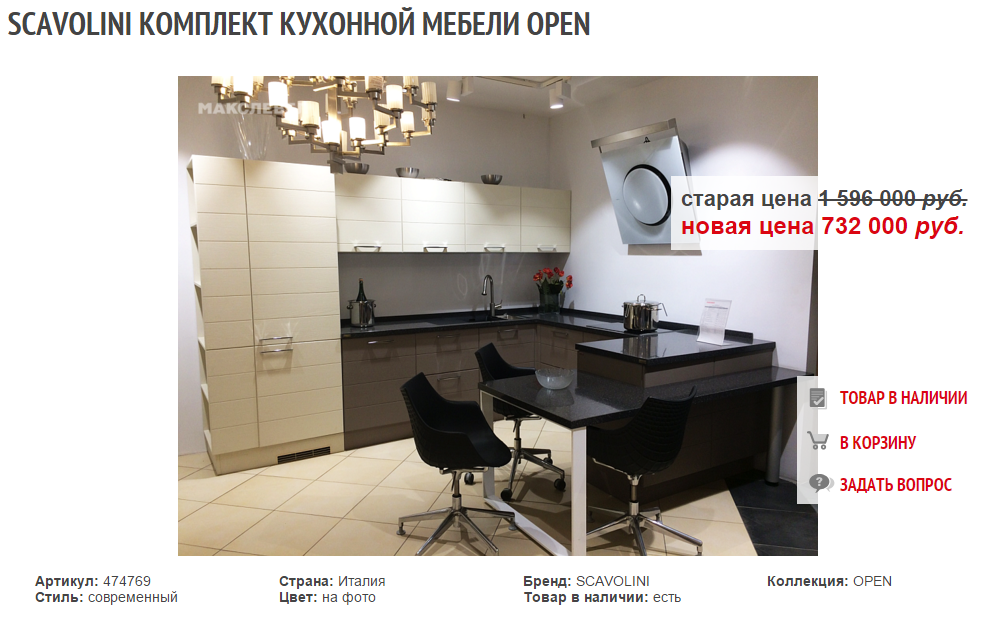 SCAVOLINI КОМПЛЕКТ КУХОННОЙ МЕБЕЛИ OPEN
старая цена 1 596 000 руб.
новая цена 732 000 руб.
ТОВАР В НАЛИЧИИ
В КОРЗИНУ
ЗАДАТЬ ВОПРОС
Артикул: 474769 Страна: Италия Бренд: SCAVOLINI Коллекция: OPEN
Стиль: современный Цвет: на фото Товар в наличии: есть